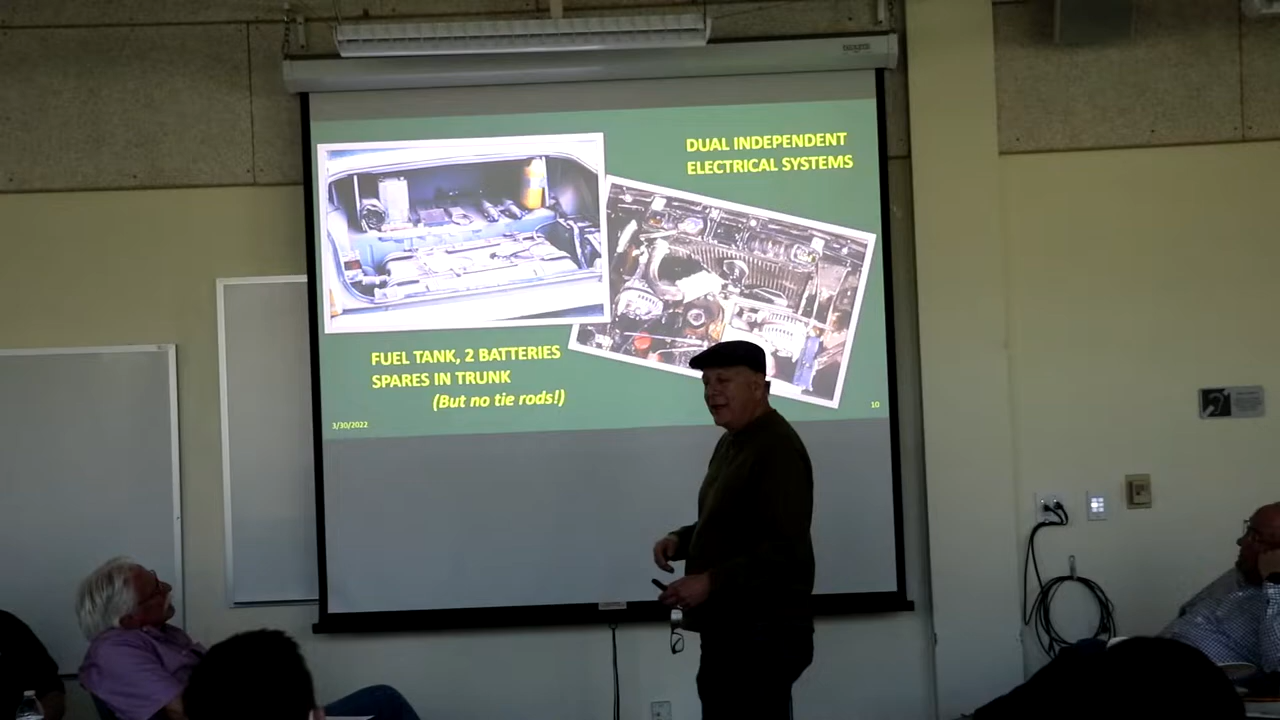 DUAL INDEPENDENT
ELECTRICAL SYSTEMS
FUEL TANK, 2 BATTERIES
SPARES IN TRUNK
(But no tie rods!)
3/30/2022
10